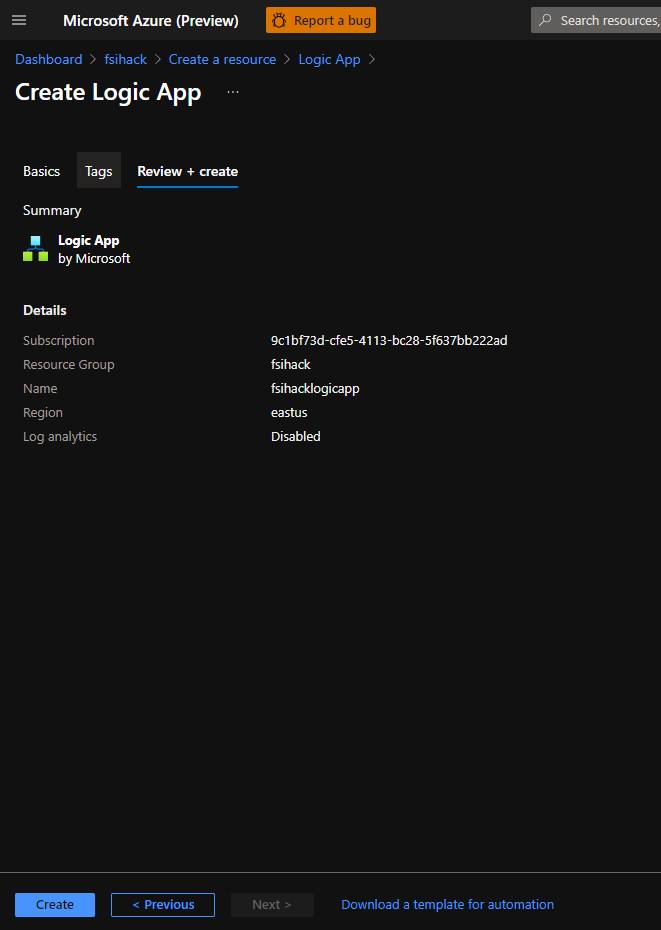 Microsoft Azure (Preview) Report a bug Search resources,
Dashboard > fsihack > Create a resource > Logic App >
Create Logic App ...
Basics Tags Review + create
Summary
Logic App
by Microsoft
Details
Subscription 9c1bf73d-cfe5-4113-bc28-5f637bb222ad
Resource Group fsihack
Name fsihacklogicapp
Region eastus
Log analytics Disabled
Create < Previous Next > Download a template for automation